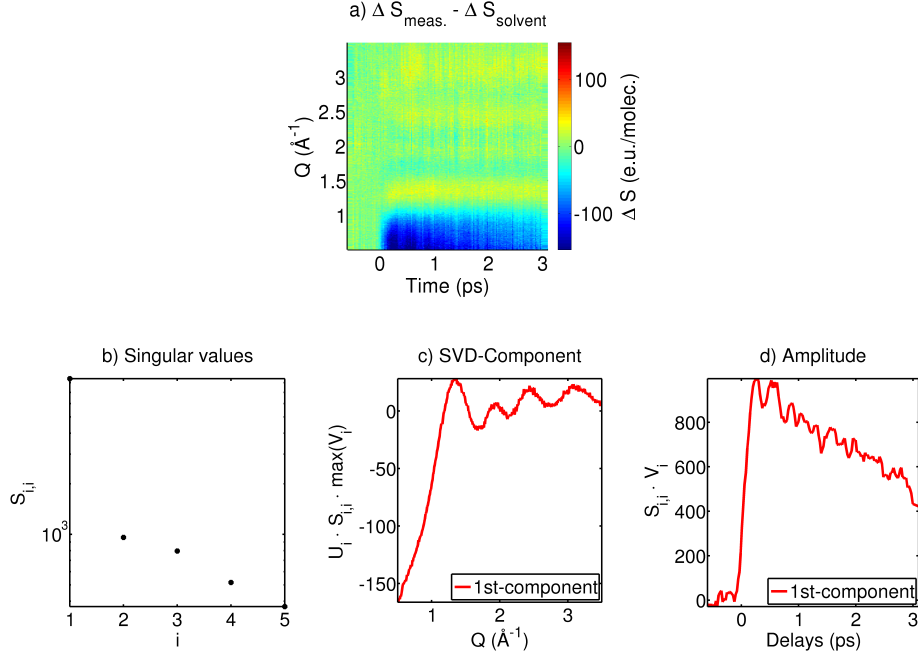 a) Δ S_meas. - Δ S_solvent
3
2.5
2
1.5
1
Q (Å⁻¹)
0 1 2 3
Time (ps)
100
0
-100
Δ S (e.u./molec.)
b) Singular values
10³
S_i,i
1 2 3 4 5
i
c) SVD-Component
0
-50
-100
-150
U_i · S_i,i · max(V_i)
1st-component
1 2 3
Q (Å⁻¹)
d) Amplitude
800
600
400
200
0
S_i,i · V_i
1st-component
0 1 2 3
Delays (ps)